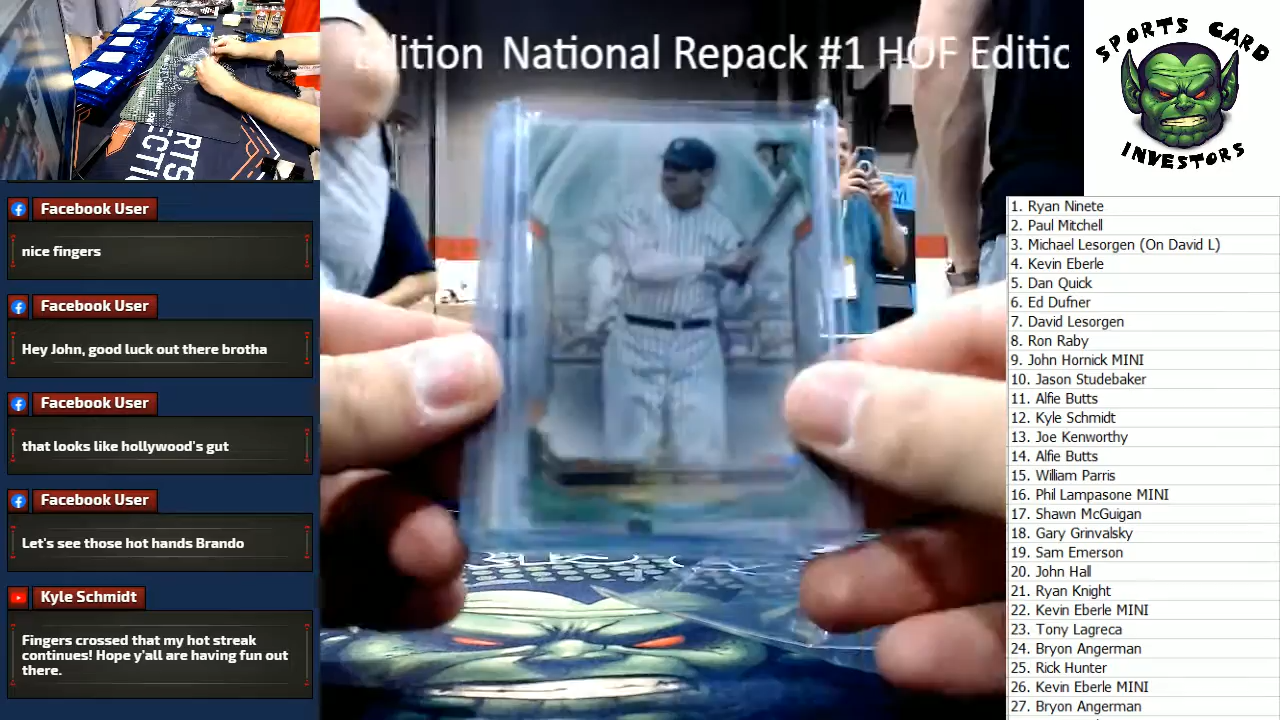 dition National Repack #1 HOF Editic
SPORTS CARD
INVESTORS
RTS
ECTIC
Facebook User
nice fingers
Facebook User
Hey John, good luck out there brotha
Facebook User
that looks like hollywood's gut
Facebook User
Let's see those hot hands Brando
Kyle Schmidt
Fingers crossed that my hot streak
continues! Hope y'all are having fun out
there.
1. Ryan Ninete
2. Paul Mitchell
3. Michael Lesorgen (On David L)
4. Kevin Eberle
5. Dan Quick
6. Ed Dufner
7. David Lesorgen
8. Ron Raby
9. John Hornick MINI
10. Jason Studebaker
11. Alfie Butts
12. Kyle Schmidt
13. Joe Kenworthy
14. Alfie Butts
15. William Parris
16. Phil Lampasone MINI
17. Shawn McGuigan
18. Gary Grinvalsky
19. Sam Emerson
20. John Hall
21. Ryan Knight
22. Kevin Eberle MINI
23. Tony Lagreca
24. Bryon Angerman
25. Rick Hunter
26. Kevin Eberle MINI
27. Bryon Angerman